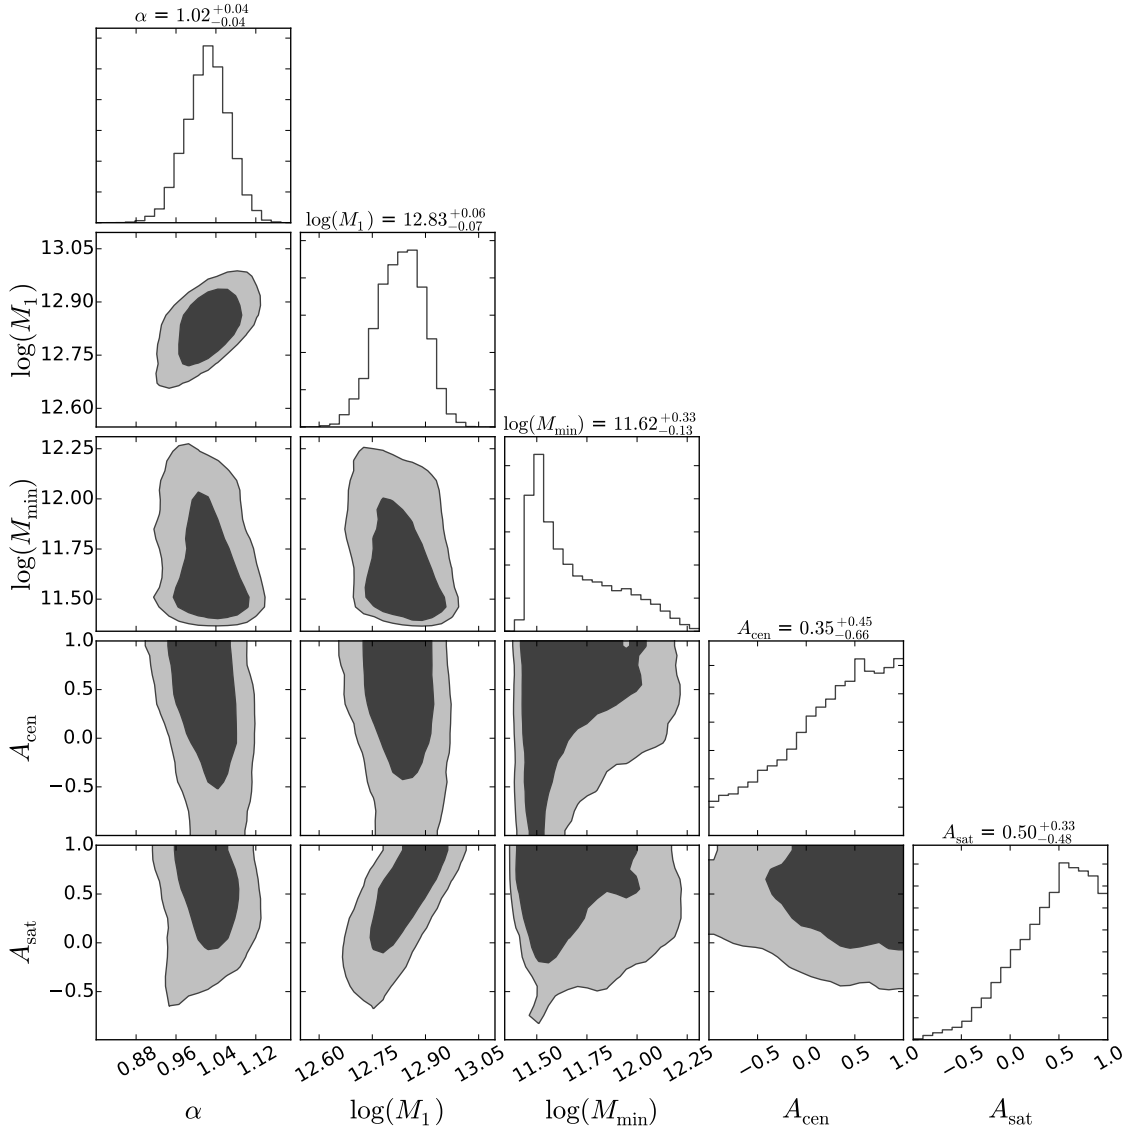 α = 1.02^{+0.04}_{−0.04}
log(M_1) = 12.83^{+0.06}_{−0.07}
13.05
12.90
12.75
12.60
log(M_1)
log(M_min) = 11.62^{+0.33}_{−0.13}
12.25
12.00
11.75
11.50
log(M_min)
A_cen = 0.35^{+0.45}_{−0.66}
1.0
0.5
0.0
−0.5
A_cen
A_sat = 0.50^{+0.33}_{−0.48}
1.0
0.5
0.0
−0.5
A_sat
0.88 0.96 1.04 1.12
12.60 12.75 12.90 13.05
11.50 11.75 12.00 12.25
−0.5 0.0 0.5 1.0
−0.5 0.0 0.5 1.0
α log(M_1) log(M_min) A_cen A_sat